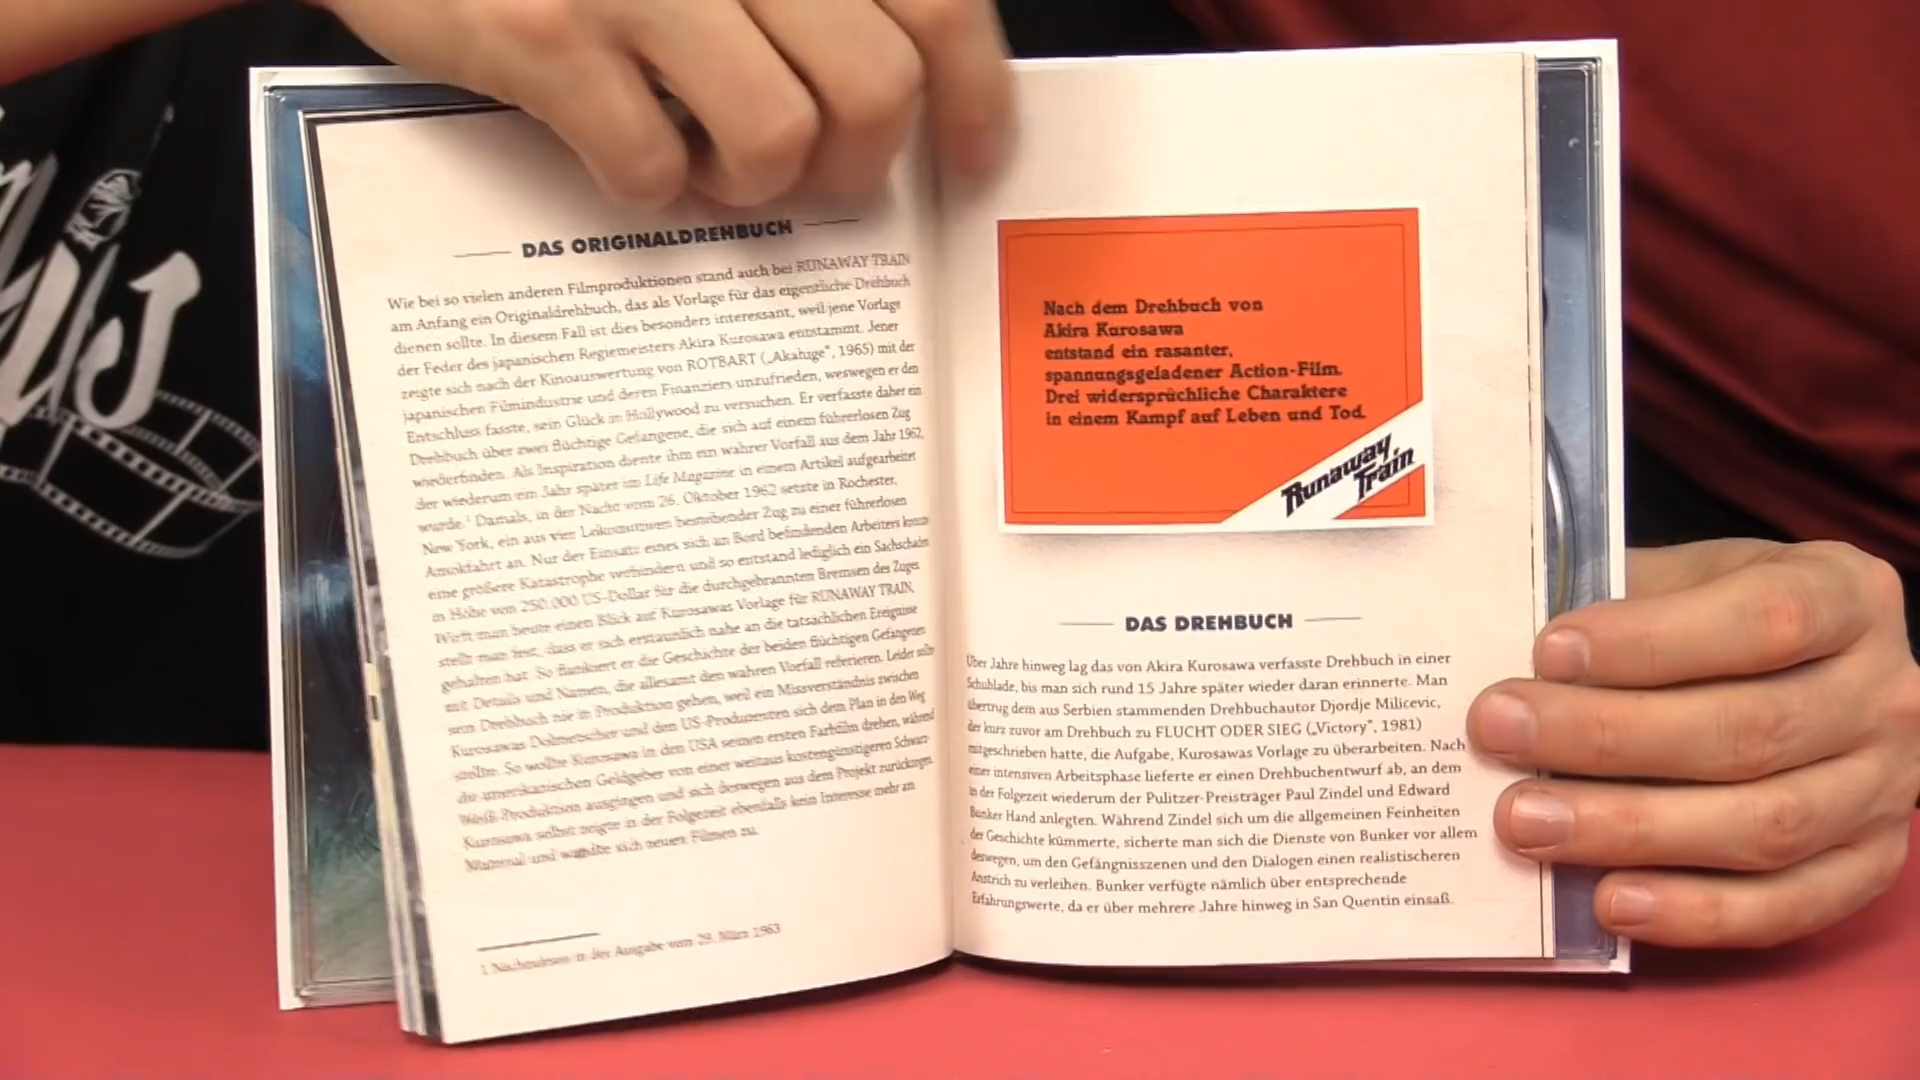 DAS ORIGINALDREHBUCH
Wie bei so vielen anderen Filmproduktionen stand auch bei RUNAWAY TRAIN
am Anfang ein Originaldrehbuch, das als Vorlage für das eigentliche Drehbuch
dienen sollte. In diesem Fall ist dies besonders interessant, weil jene Vorlage
der Feder des japanischen Regiemeisters Akira Kurosawa entstammt. Jener
zeigte sich nach der Kinoauswertung von ROTBART („Akahige", 1965) mit der
japanischen Filmindustrie und deren Finanziers unzufrieden, weswegen er den
Entschluss fasste, sein Glück in Hollywood zu versuchen. Er verfasste daher ein
Drehbuch über zwei flüchtige Gefangene, die sich auf einem führerlosen Zug
wiederfinden. Als Inspiration diente ihm ein wahrer Vorfall aus dem Jahr 1962,
der wiederum ein Jahr später im Life Magazine in einem Artikel aufgearbeitet
wurde.¹ Damals, in der Nacht vom 26. Oktober 1962 setzte in Rochester,
New York, ein aus vier Lokomotiven bestehender Zug zu einer führerlosen
Amokfahrt an. Nur der Einsatz eines sich an Bord befindenden Arbeiters konnte
eine größere Katastrophe verhindern und so entstand lediglich ein Sachschaden
in Höhe von 250.000 US-Dollar für die durchgebrannten Bremsen des Zuges.
Wirft man heute einen Blick auf Kurosawas Vorlage für RUNAWAY TRAIN,
stellt man fest, dass er sich erstaunlich nahe an die tatsächlichen Ereignisse
gehalten hat. So flankiert er die Geschichte der beiden flüchtigen Gefangenen
mit Details und Namen, die allesamt den wahren Vorfall referieren. Leider sollte
sein Drehbuch nie in Produktion gehen, weil ein Missverständnis zwischen
Kurosawas Dolmetscher und den US-Produzenten sich dem Plan in den Weg
stellte. So wollte Kurosawa in den USA seinen ersten Farbfilm drehen, während
die amerikanischen Geldgeber von einer weitaus kostengünstigeren Schwarz-
Weiß-Produktion ausgingen und sich deswegen aus dem Projekt zurückzogen.
Kurosawa selbst zeigte in der Folgezeit ebenfalls kein Interesse mehr am
Material und wandte sich neuen Filmen zu.
1 Nachzulesen in der Ausgabe vom 29. März 1963
Nach dem Drehbuch von
Akira Kurosawa
entstand ein rasanter,
spannungsgeladener Action-Film.
Drei widersprüchliche Charaktere
in einem Kampf auf Leben und Tod.
Runaway
Train
DAS DREHBUCH
Über Jahre hinweg lag das von Akira Kurosawa verfasste Drehbuch in einer
Schublade, bis man sich rund 15 Jahre später wieder daran erinnerte. Man
übertrug dem aus Serbien stammenden Drehbuchautor Djordje Milicevic,
der kurz zuvor am Drehbuch zu FLUCHT ODER SIEG („Victory", 1981)
mitgeschrieben hatte, die Aufgabe, Kurosawas Vorlage zu überarbeiten. Nach
einer intensiven Arbeitsphase lieferte er einen Drehbuchentwurf ab, an dem
in der Folgezeit wiederum der Pulitzer-Preisträger Paul Zindel und Edward
Bunker Hand anlegten. Während Zindel sich um die allgemeinen Feinheiten
der Geschichte kümmerte, sicherte man sich die Dienste von Bunker vor allem
deswegen, um den Gefängnisszenen und den Dialogen einen realistischeren
Anstrich zu verleihen. Bunker verfügte nämlich über entsprechende
Erfahrungswerte, da er über mehrere Jahre hinweg in San Quentin einsaß.